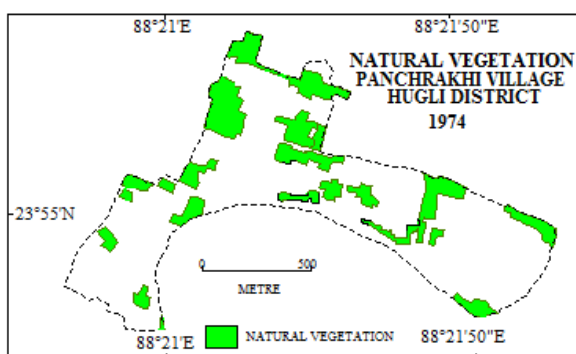 88°21'E
88°21'50"E
NATURAL VEGETATION
PANCHRAKHI VILLAGE
HUGLI DISTRICT
1974
23°55'N
0 500
METRE
88°21'E
88°21'50"E
NATURAL VEGETATION